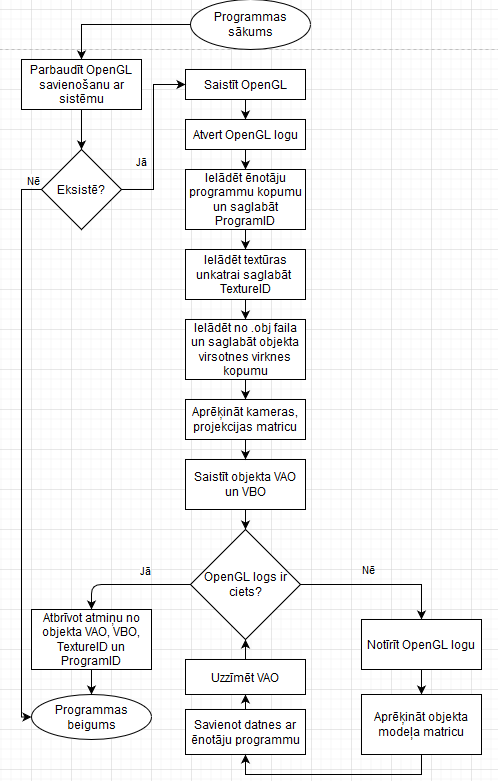 Programmas
sākums
Parbaudīt OpenGL
savienošanu ar
sistēmu
Eksistē?
Jā
Nē
Saistīt OpenGL
Atvert OpenGL logu
Ielādēt ēnotāju
programmu kopumu
un saglabāt
ProgramID
Ielādēt textūras
unkatrai saglabāt
TextureID
Ielādēt no .obj faila
un saglabāt objekta
virsotnes virknes
kopumu
Aprēķināt kameras,
projekcijas matricu
Saistīt objekta VAO
un VBO
OpenGL logs ir
ciets?
Jā
Nē
Atbrīvot atmiņu no
objekta VAO, VBO,
TextureID un
ProgramID
Programmas
beigums
Notīrīt OpenGL logu
Aprēķināt objekta
modeļa matricu
Savienot datnes ar
ēnotāju programmu
Uzzīmēt VAO